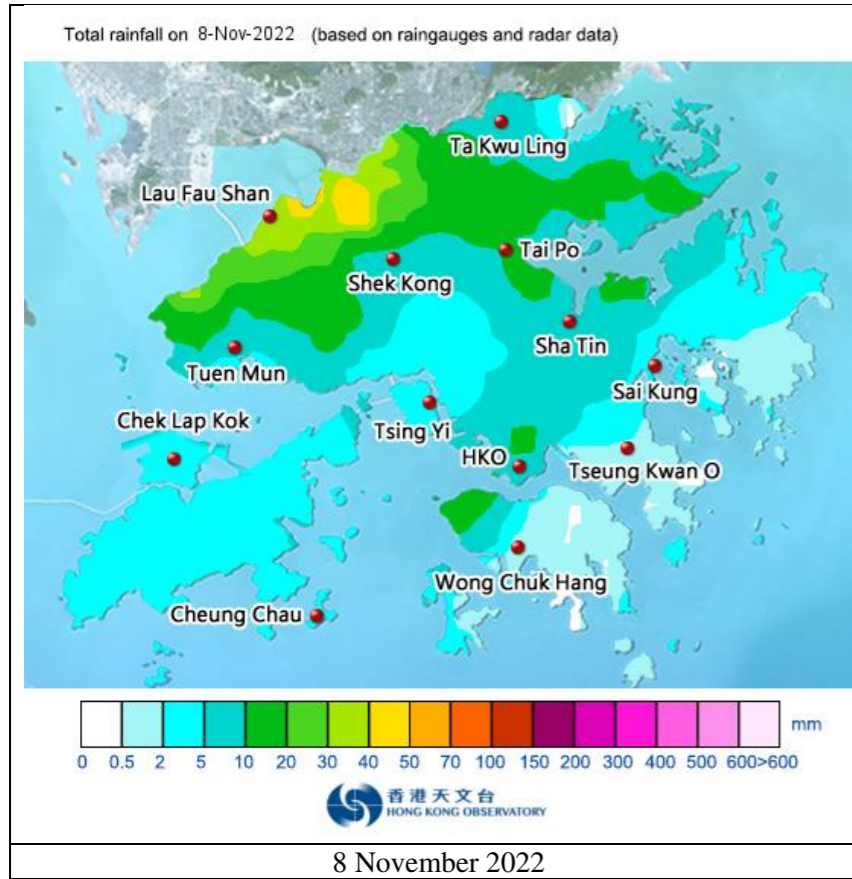 Total rainfall on 8-Nov-2022 (based on raingauges and radar data)
Ta Kwu Ling
Lau Fau Shan
Tai Po
Shek Kong
Sha Tin
Tuen Mun
Sai Kung
Chek Lap Kok
Tsing Yi
HKO
Tseung Kwan O
Wong Chuk Hang
Cheung Chau
mm
0 0.5 2 5 10 20 30 40 50 70 100 150 200 300 400 500 600>600
香港天文台
HONG KONG OBSERVATORY
8 November 2022